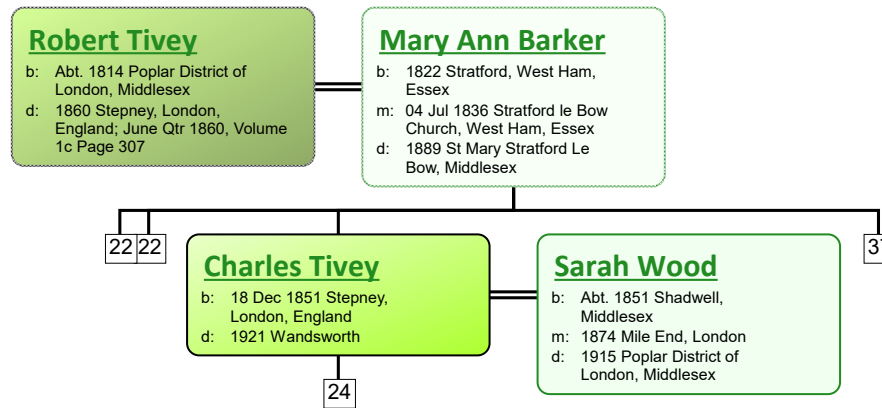 Robert Tivey
b: Abt. 1814 Poplar District of
London, Middlesex
d: 1860 Stepney, London,
England; June Qtr 1860, Volume
1c Page 307
Mary Ann Barker
b: 1822 Stratford, West Ham,
Essex
m: 04 Jul 1836 Stratford le Bow
Church, West Ham, Essex
d: 1889 St Mary Stratford Le
Bow, Middlesex
22 22
Charles Tivey
b: 18 Dec 1851 Stepney,
London, England
d: 1921 Wandsworth
Sarah Wood
b: Abt. 1851 Shadwell,
Middlesex
m: 1874 Mile End, London
d: 1915 Poplar District of
London, Middlesex
24